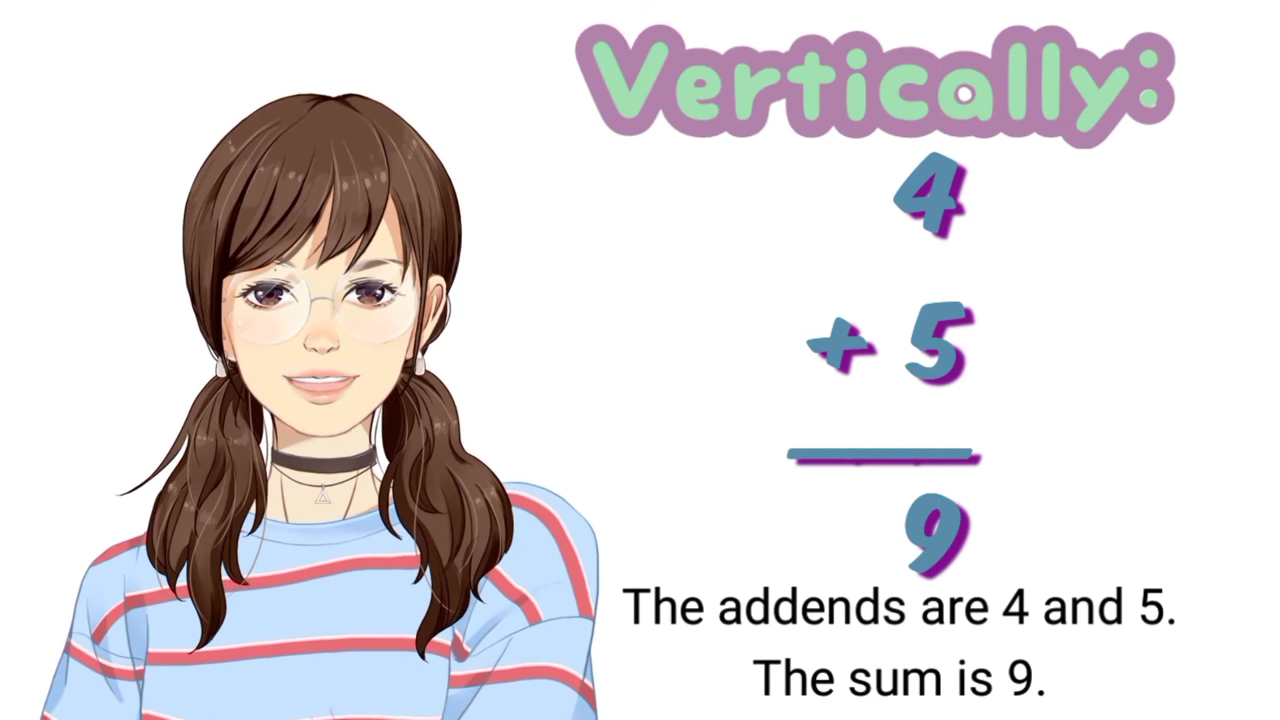 Vertically:
4
+ 5
9
The addends are 4 and 5.
The sum is 9.